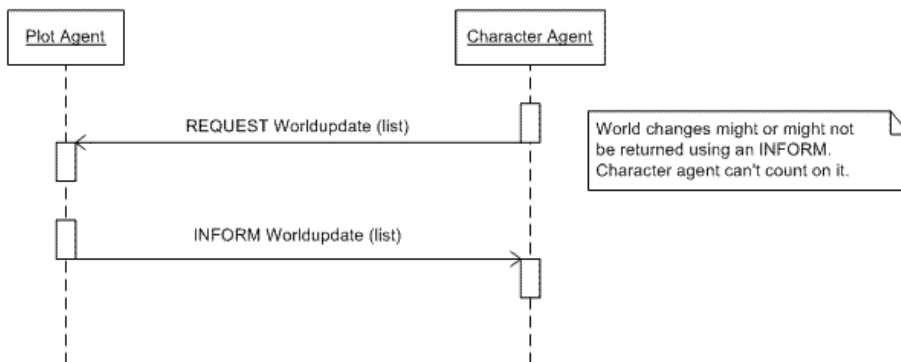 Plot Agent
Character Agent
REQUEST Worldupdate (list)
World changes might or might not
be returned using an INFORM.
Character agent can't count on it.
INFORM Worldupdate (list)